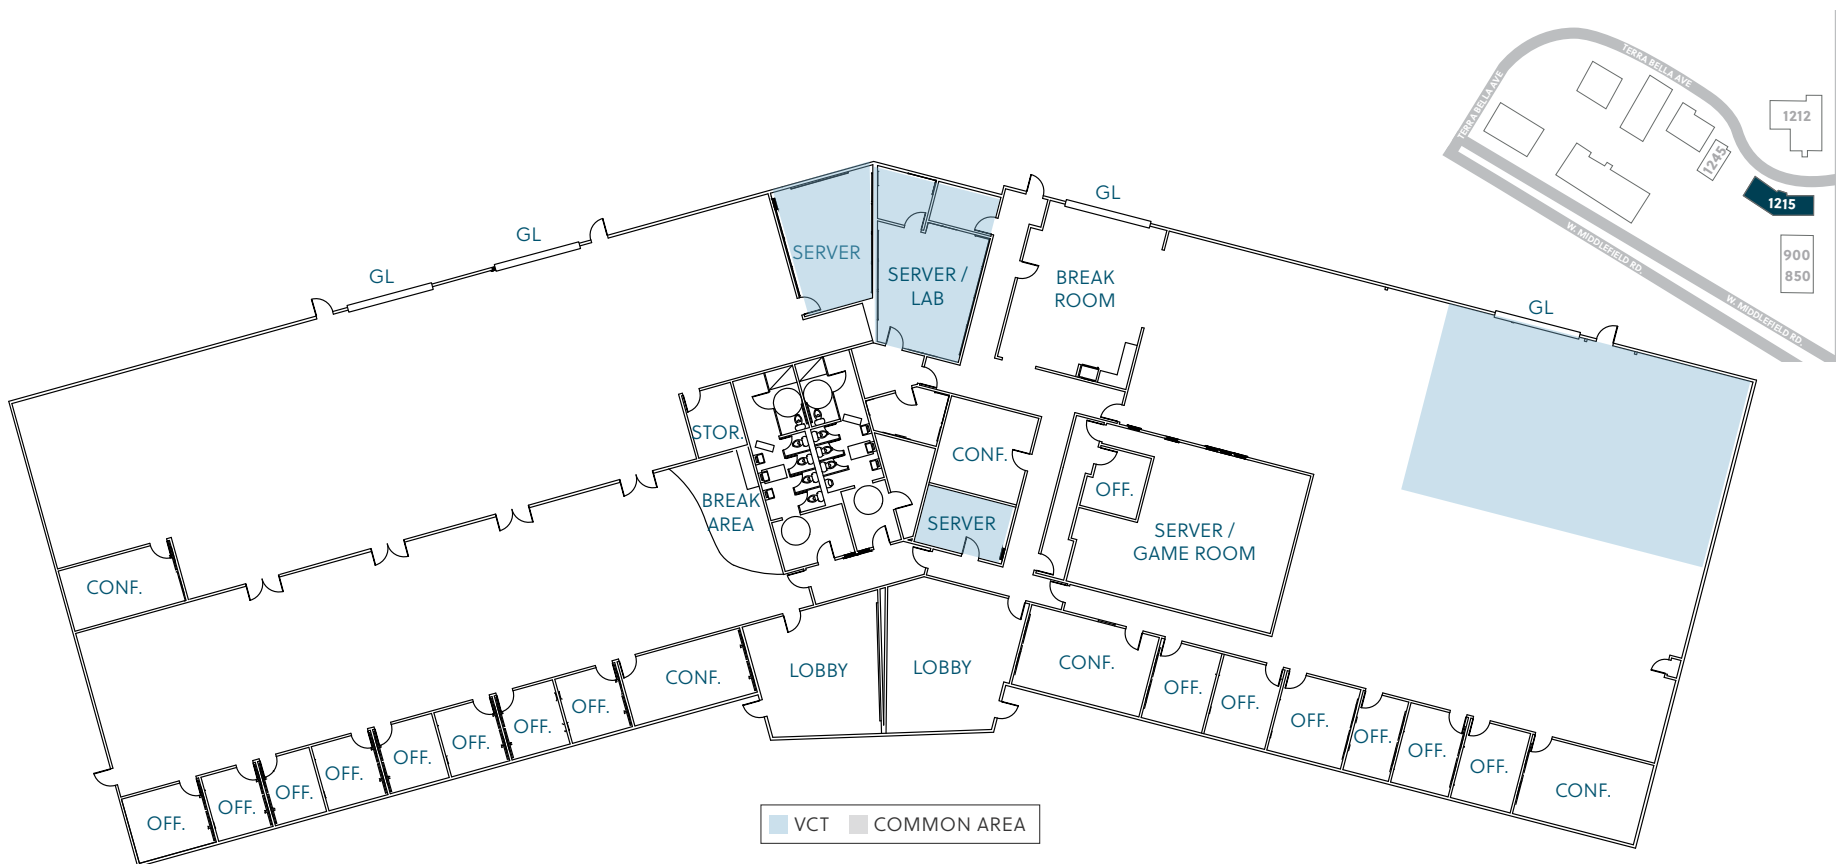 TERRA BELLA AVE
TERRA BELLA AVE
1212
1245
1215
W. MIDDLEFIELD RD.
900
850
W. MIDDLEFIELD RD.
GL
GL
GL
GL
SERVER
SERVER /
LAB
BREAK
ROOM
STOR.
BREAK
AREA
CONF.
SERVER
OFF.
SERVER /
GAME ROOM
CONF.
LOBBY
LOBBY
CONF.
CONF.
OFF.
OFF.
OFF.
OFF.
OFF.
OFF.
OFF.
OFF.
OFF.
OFF.
OFF.
OFF.
OFF.
OFF.
CONF.
VCT
COMMON AREA